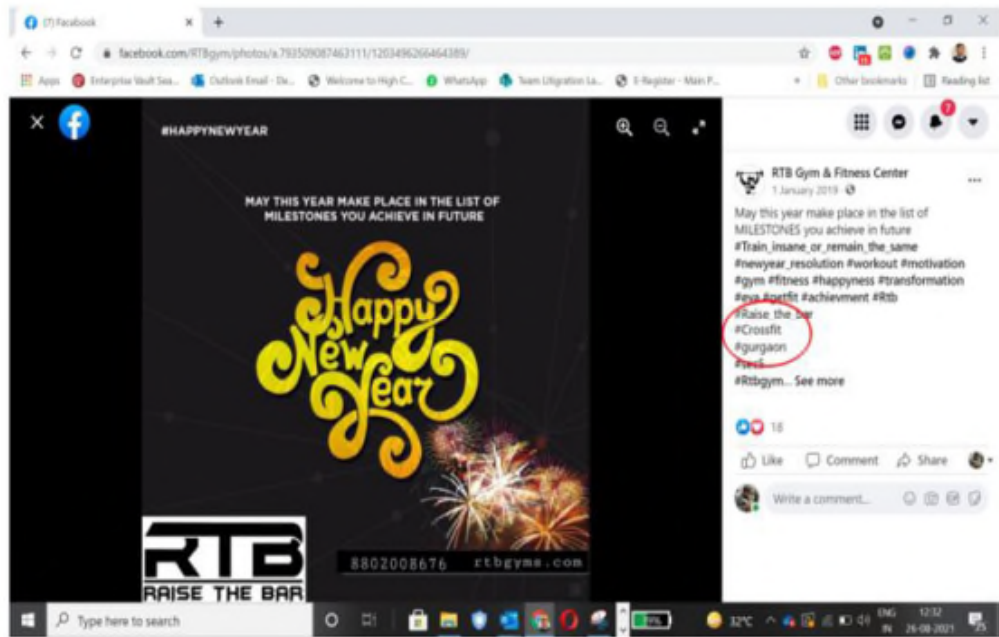 (7) Facebook
facebook.com/RTBgym/photos/a.793509087463111/1203496266464389/
Apps Enterprise Vault Sea... Outlook Email - De... Welcome to High C... WhatsApp Team Litigration La... E-Register - Main P... Other bookmarks Reading list
#HAPPYNEWYEAR
MAY THIS YEAR MAKE PLACE IN THE LIST OF
MILESTONES YOU ACHIEVE IN FUTURE
Happy
New
Year
RTB
RAISE THE BAR
8802008676 rtbgyms.com
7
RTB Gym & Fitness Center
1 January 2019
May this year make place in the list of
MILESTONES you achieve in future
#Train_insane_or_remain_the_same
#newyear_resolution #workout #motivation
#gym #fitness #happyness #transformation
#eva #getfit #achievment #Rtb
#Raise_the_bar
#Crossfit
#gurgaon
#Rtbgym... See more
18
Like Comment Share
Write a comment...
Type here to search
32°C
ENG
IN
12:32
26-08-2021